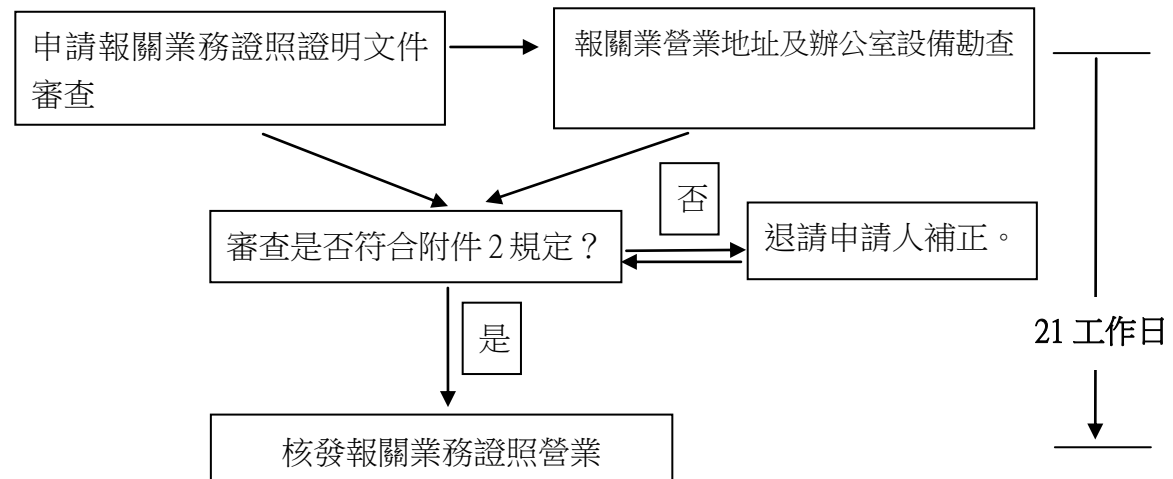 申請報關業務證照證明文件
審查
報關業營業地址及辦公室設備勘查
否
審查是否符合附件2規定？
退請申請人補正。
是
21工作日
核發報關業務證照營業